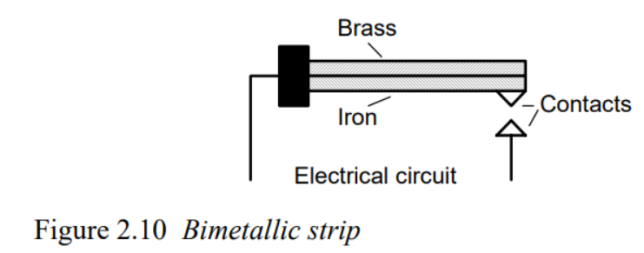 Brass
Iron
Contacts
Electrical circuit
Figure 2.10 Bimetallic strip